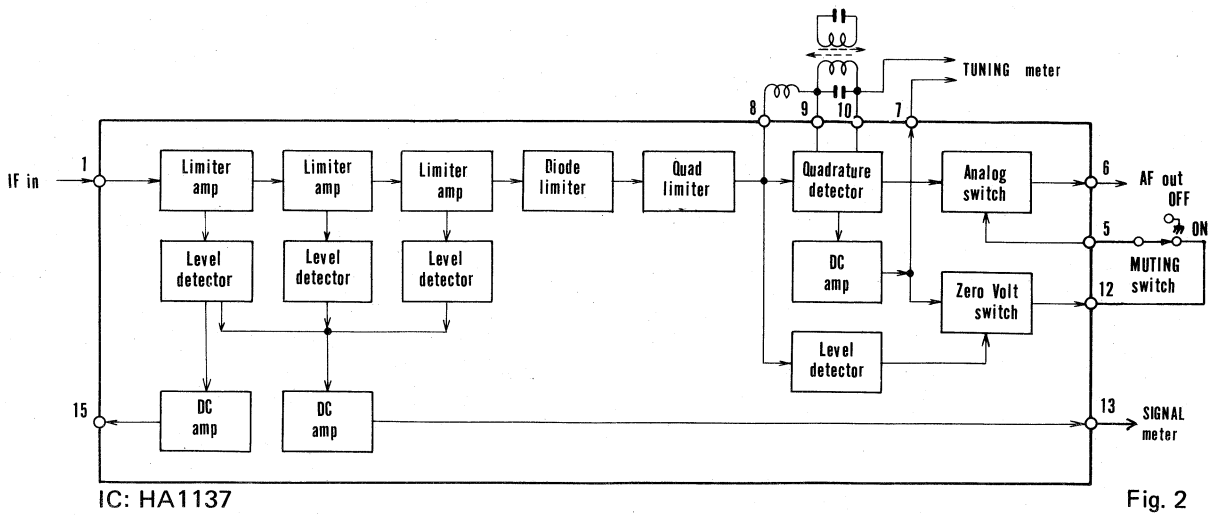 TUNING meter
8
9
10
7
1
IF in
Limiter
amp
Limiter
amp
Limiter
amp
Diode
limiter
Quad
limiter
Quadrature
detector
Analog
switch
6
AF out
OFF
ON
5
MUTING
switch
Level
detector
Level
detector
Level
detector
DC
amp
Zero Volt
switch
12
Level
detector
15
DC
amp
DC
amp
13
SIGNAL
meter
IC: HA1137
Fig. 2